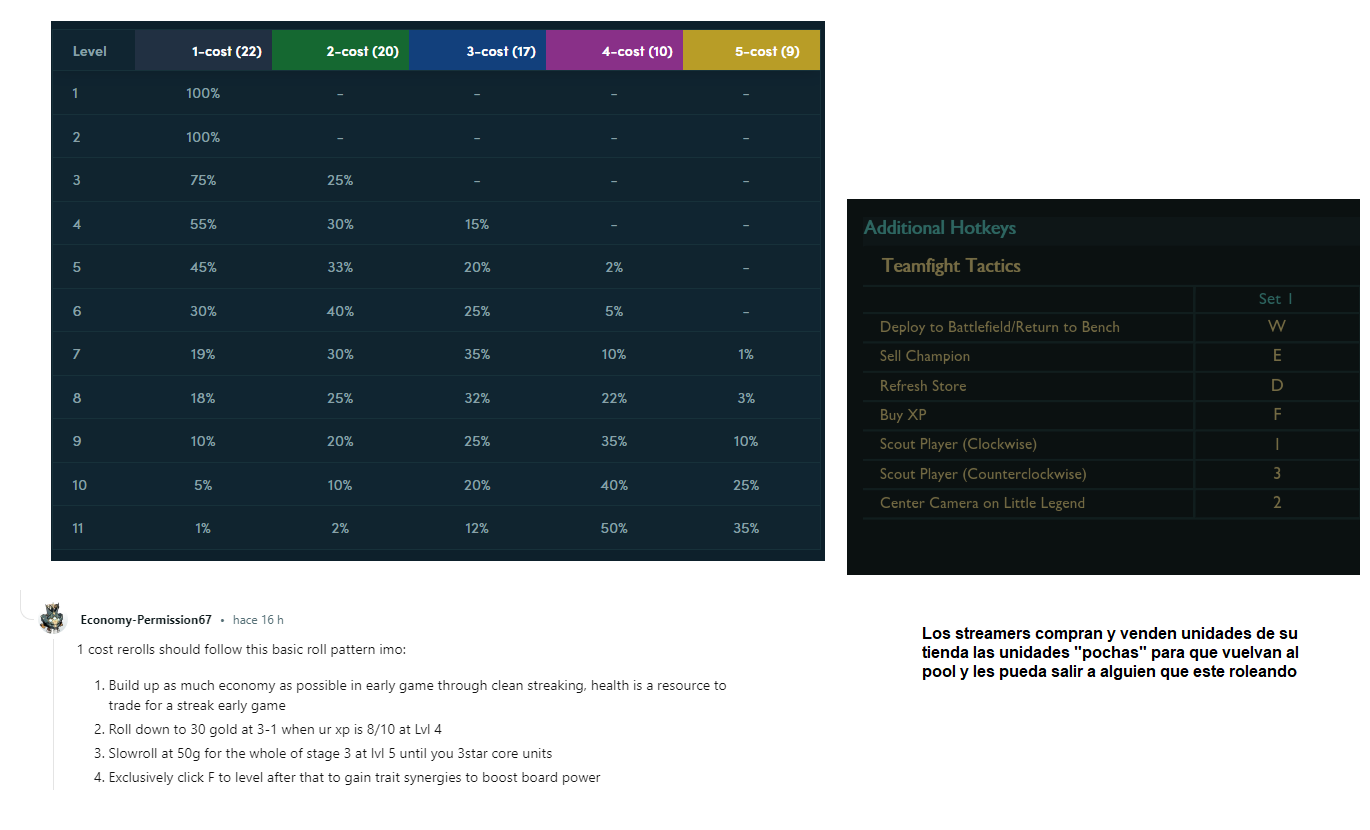 Level 1-cost (22) 2-cost (20) 3-cost (17) 4-cost (10) 5-cost (9)
1 100% – – – –
2 100% – – – –
3 75% 25% – – –
4 55% 30% 15% – –
5 45% 33% 20% 2% –
6 30% 40% 25% 5% –
7 19% 30% 35% 10% 1%
8 18% 25% 32% 22% 3%
9 10% 20% 25% 35% 10%
10 5% 10% 20% 40% 25%
11 1% 2% 12% 50% 35%
Additional Hotkeys
Teamfight Tactics
Set 1
Deploy to Battlefield/Return to Bench W
Sell Champion E
Refresh Store D
Buy XP F
Scout Player (Clockwise) 1
Scout Player (Counterclockwise) 3
Center Camera on Little Legend 2
Economy-Permission67 • hace 16 h
1 cost rerolls should follow this basic roll pattern imo:
1. Build up as much economy as possible in early game through clean streaking, health is a resource to
trade for a streak early game
2. Roll down to 30 gold at 3-1 when ur xp is 8/10 at Lvl 4
3. Slowroll at 50g for the whole of stage 3 at lvl 5 until you 3star core units
4. Exclusively click F to level after that to gain trait synergies to boost board power
Los streamers compran y venden unidades de su
tienda las unidades "pochas" para que vuelvan al
pool y les pueda salir a alguien que este roleando